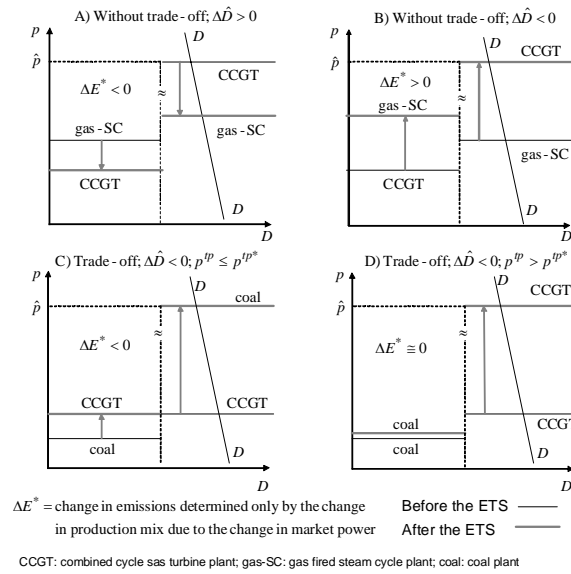 A) Without trade-off; ΔD̂ > 0
p
D
p̂
CCGT
ΔE* < 0
≈
gas-SC
gas-SC
CCGT
D
D
B) Without trade-off; ΔD̂ < 0
p
D
CCGT
p̂
ΔE* > 0
≈
gas-SC
gas-SC
CCGT
D
D
C) Trade-off; ΔD̂ < 0; p^tp ≤ p^tp*
p
D
coal
p̂
≈
ΔE* < 0
CCGT
CCGT
coal
D
D
D) Trade-off; ΔD̂ < 0; p^tp > p^tp*
p
D
CCGT
p̂
≈
ΔE* ≅ 0
coal
CCGT
coal
D
D
ΔE* = change in emissions determined only by the change
in production mix due to the change in market power
Before the ETS
After the ETS
CCGT: combined cycle sas turbine plant; gas-SC: gas fired steam cycle plant; coal: coal plant